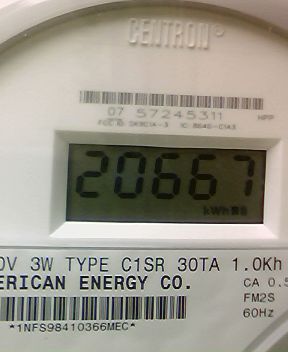 CENTRON®
07 57245311
HPP
20667
kWh
0V 3W TYPE C1SR 30TA 1.0Kh
ERICAN ENERGY CO.
CA 0.5
FM2S
60Hz
*1NFS98410366MEC*